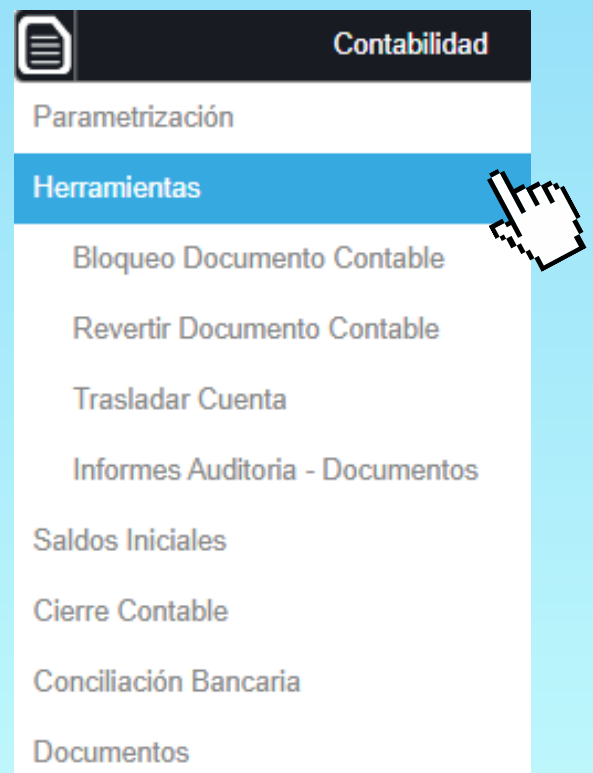 Contabilidad
Parametrización
Herramientas
Bloqueo Documento Contable
Revertir Documento Contable
Trasladar Cuenta
Informes Auditoria - Documentos
Saldos Iniciales
Cierre Contable
Conciliación Bancaria
Documentos